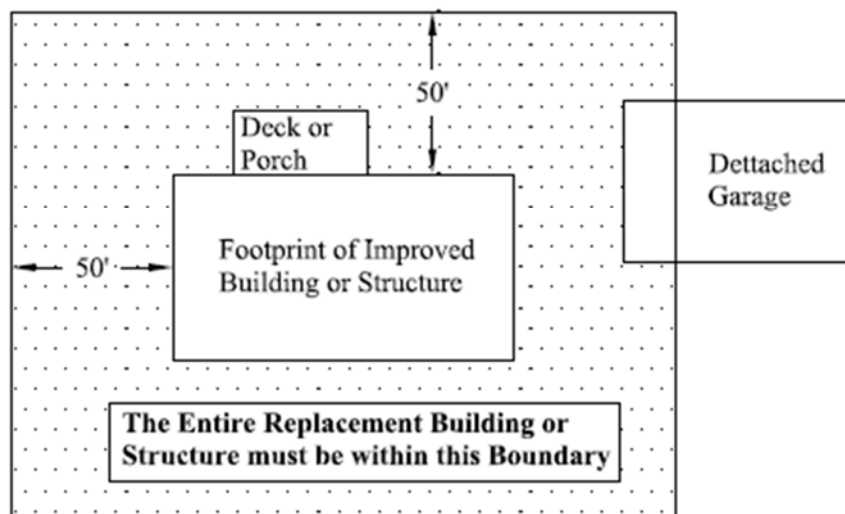 50'
Deck or
Porch
Dettached
Garage
Footprint of Improved
Building or Structure
50'
The Entire Replacement Building or
Structure must be within this Boundary